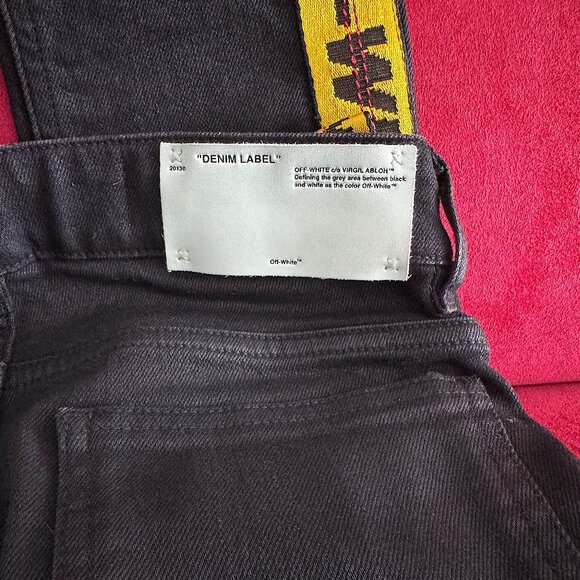 "DENIM LABEL"
20130
OFF-WHITE c/o VIRGIL ABLOH™
Defining the grey area between black
and white as the color Off-White™
Off-White™